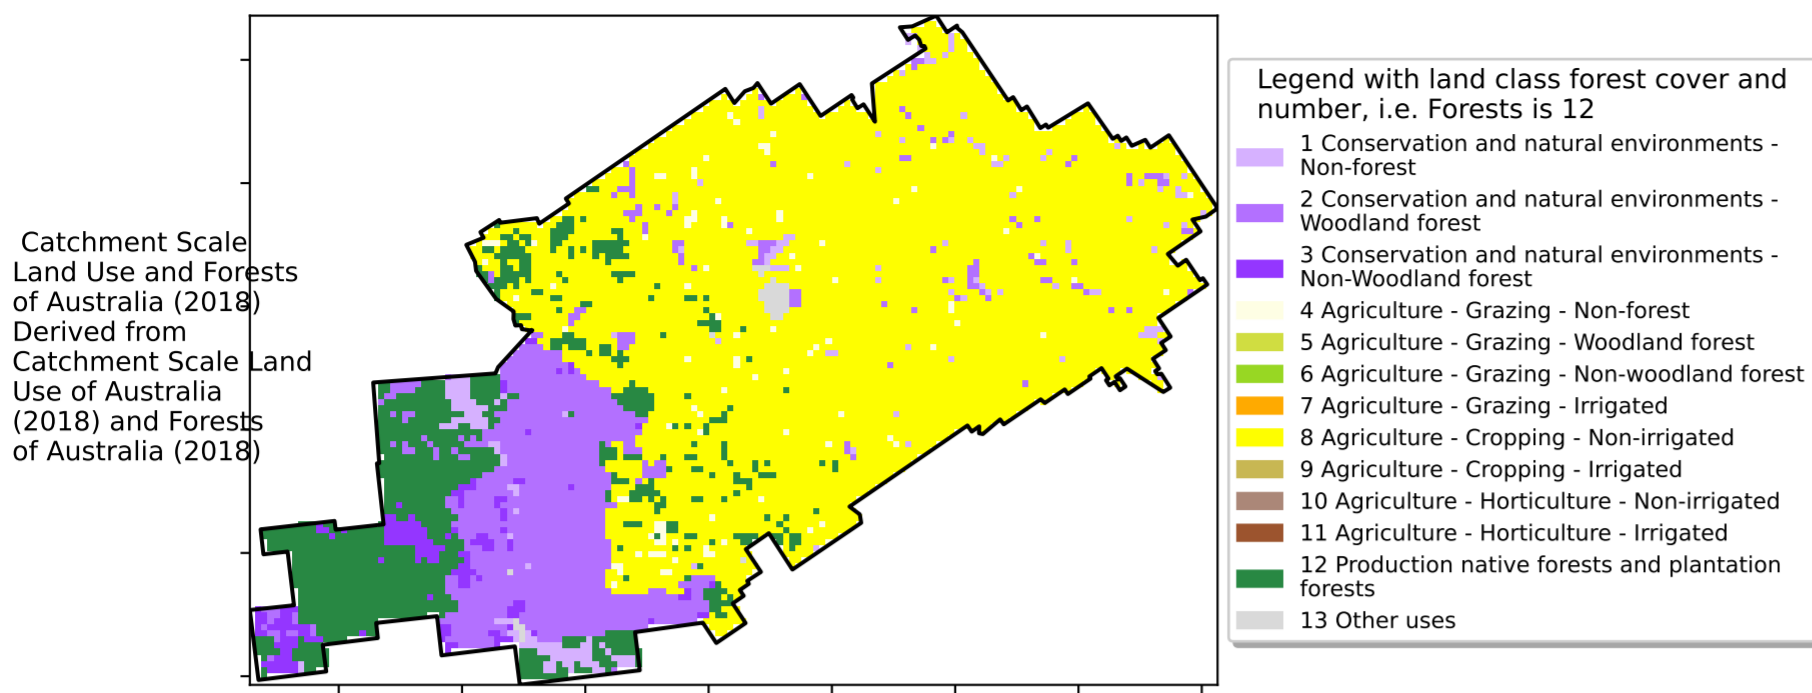 Catchment Scale
Land Use and Forests
of Australia (2018)
Derived from
Catchment Scale Land
Use of Australia
(2018) and Forests
of Australia (2018)
Legend with land class forest cover and
number, i.e. Forests is 12
1 Conservation and natural environments -
Non-forest
2 Conservation and natural environments -
Woodland forest
3 Conservation and natural environments -
Non-Woodland forest
4 Agriculture - Grazing - Non-forest
5 Agriculture - Grazing - Woodland forest
6 Agriculture - Grazing - Non-woodland forest
7 Agriculture - Grazing - Irrigated
8 Agriculture - Cropping - Non-irrigated
9 Agriculture - Cropping - Irrigated
10 Agriculture - Horticulture - Non-irrigated
11 Agriculture - Horticulture - Irrigated
12 Production native forests and plantation
forests
13 Other uses